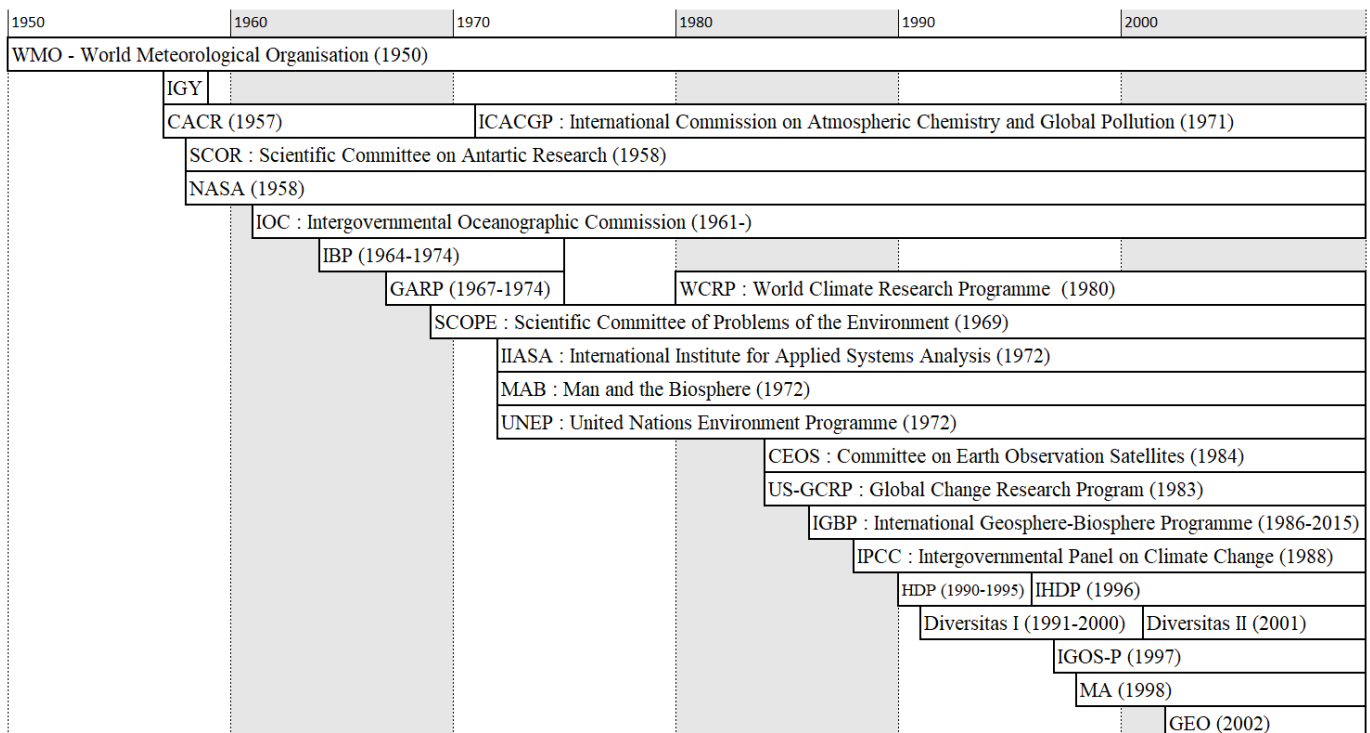 1950 1960 1970 1980 1990 2000
WMO - World Meteorological Organisation (1950)
IGY
CACR (1957) ICACGP : International Commission on Atmospheric Chemistry and Global Pollution (1971)
SCOR : Scientific Committee on Antartic Research (1958)
NASA (1958)
IOC : Intergovernmental Oceanographic Commission (1961-)
IBP (1964-1974)
GARP (1967-1974) WCRP : World Climate Research Programme (1980)
SCOPE : Scientific Committee of Problems of the Environment (1969)
IIASA : International Institute for Applied Systems Analysis (1972)
MAB : Man and the Biosphere (1972)
UNEP : United Nations Environment Programme (1972)
CEOS : Committee on Earth Observation Satellites (1984)
US-GCRP : Global Change Research Program (1983)
IGBP : International Geosphere-Biosphere Programme (1986-2015)
IPCC : Intergovernmental Panel on Climate Change (1988)
HDP (1990-1995) IHDP (1996)
Diversitas I (1991-2000) Diversitas II (2001)
IGOS-P (1997)
MA (1998)
GEO (2002)